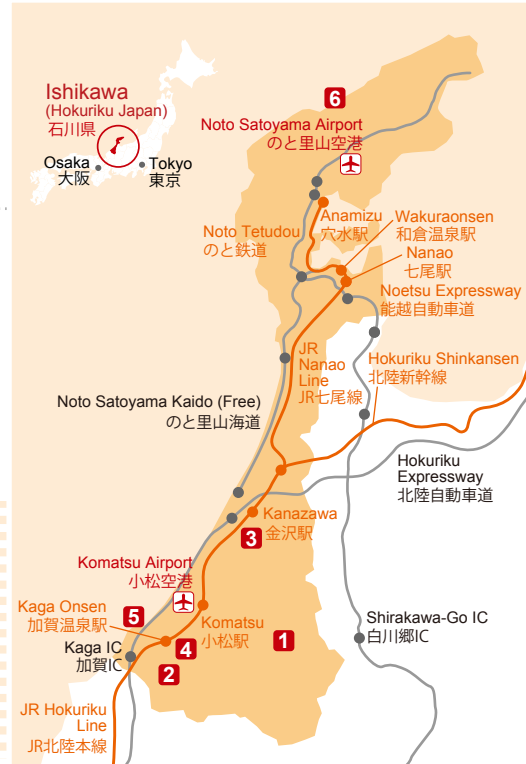 Ishikawa
(Hokuriku Japan)
石川県
Osaka
大阪
Tokyo
東京
6
Noto Satoyama Airport
のと里山空港
Anamizu
穴水駅
Wakuraonsen
和倉温泉駅
Noto Tetudou
のと鉄道
Nanao
七尾駅
Noetsu Expressway
能越自動車道
JR
Nanao
Line
JR七尾線
Hokuriku Shinkansen
北陸新幹線
Noto Satoyama Kaido (Free)
のと里山海道
Hokuriku
Expressway
北陸自動車道
Kanazawa
金沢駅
3
Komatsu Airport
小松空港
Kaga Onsen
加賀温泉駅
5
Komatsu
小松駅
1
Shirakawa-Go IC
白川郷IC
Kaga IC
加賀IC
4
2
JR Hokuriku
Line
JR北陸本線